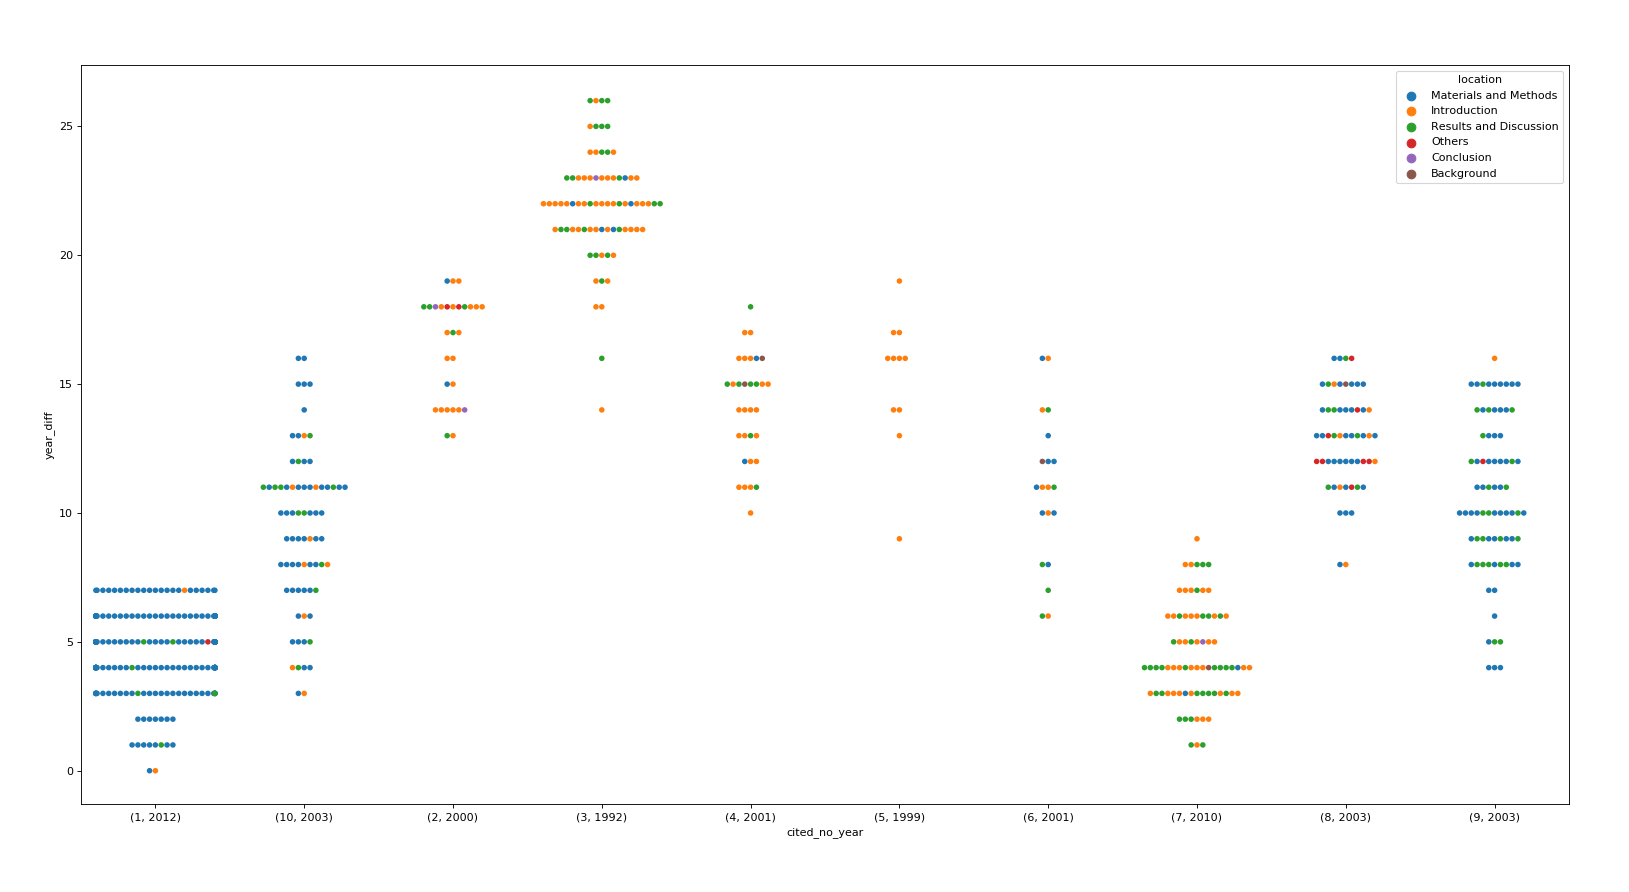 location
Materials and Methods
Introduction
Results and Discussion
Others
Conclusion
Background
year_diff
25
20
15
10
5
0
(1, 2012) (10, 2003) (2, 2000) (3, 1992) (4, 2001) (5, 1999) (6, 2001) (7, 2010) (8, 2003) (9, 2003)
cited_no_year